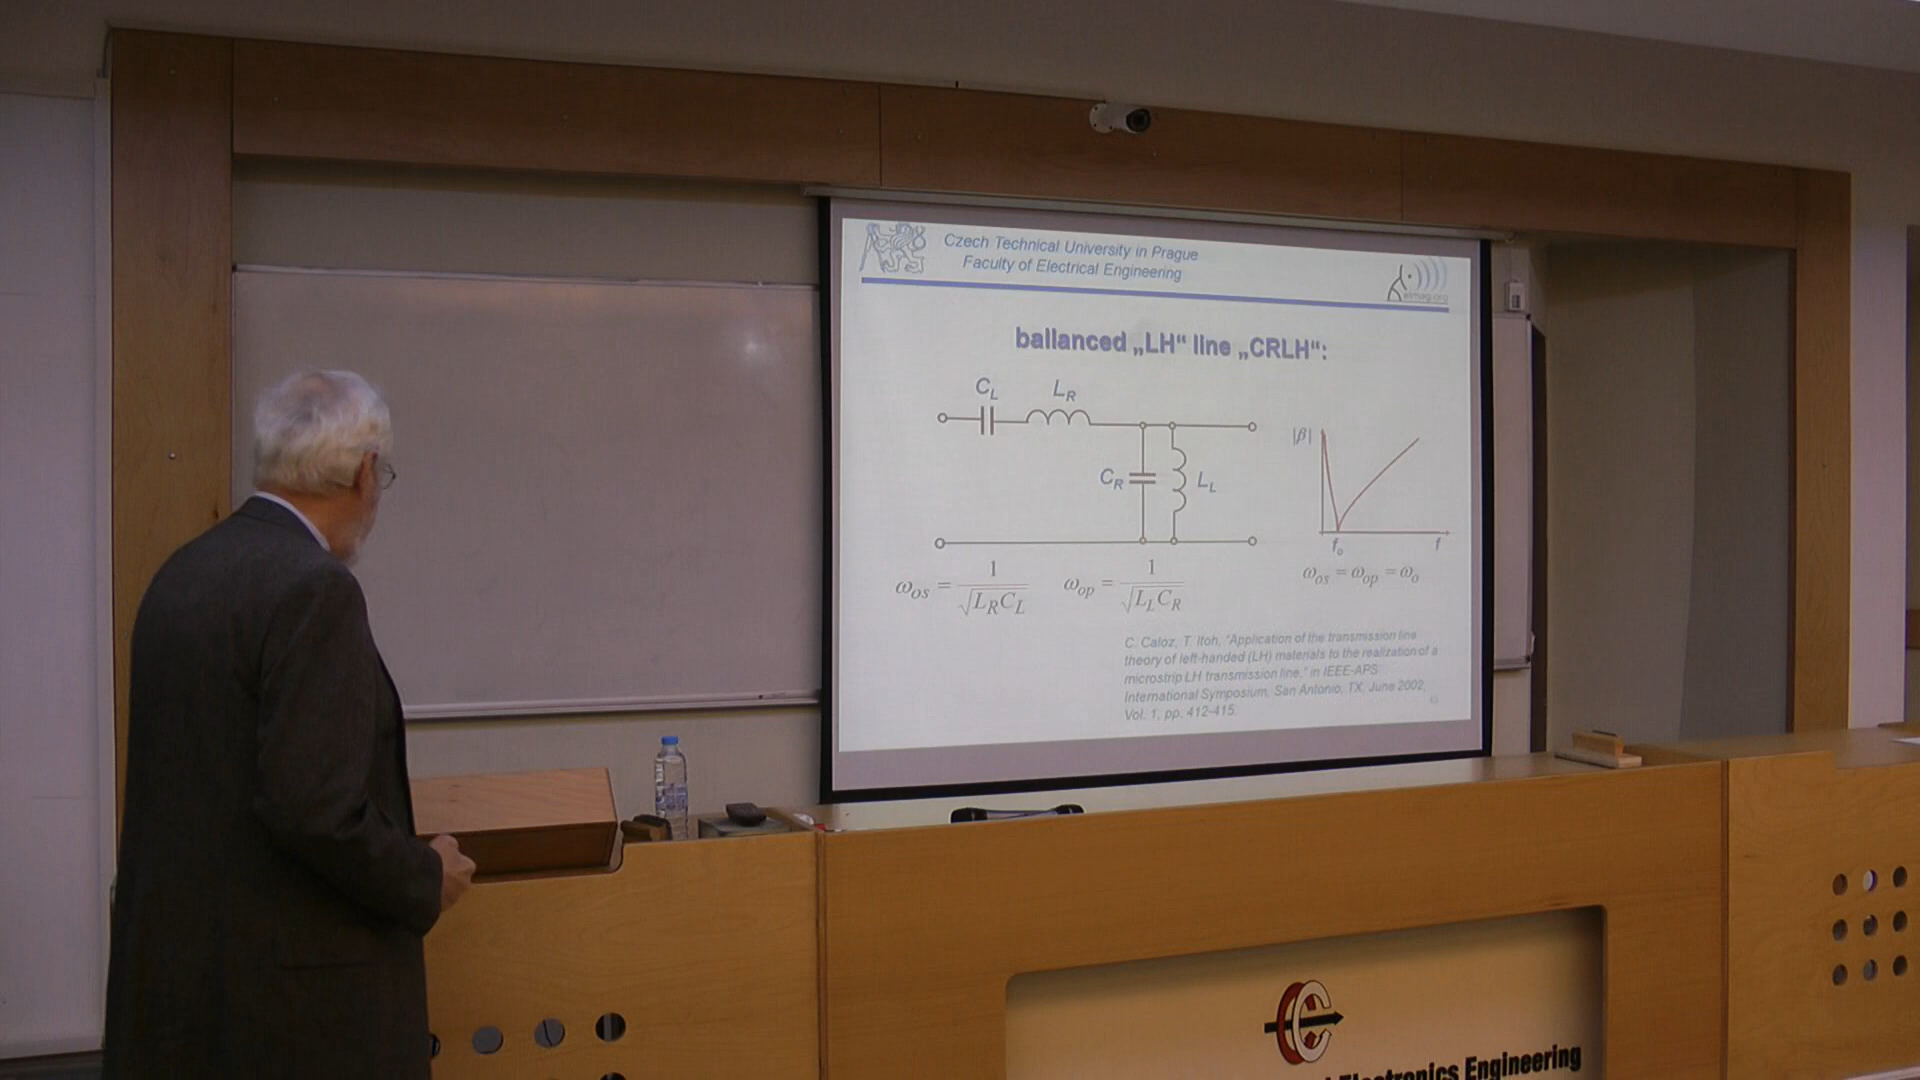 Czech Technical University in Prague
Faculty of Electrical Engineering
elmag.org
ballanced „LH“ line „CRLH“:
C_L
L_R
C_R
L_L
|β|
f_o
f
ω_os = 1/√(L_R C_L)
ω_op = 1/√(L_L C_R)
ω_os = ω_op = ω_o
C. Caloz, T. Itoh, "Application of the transmission line
theory of left-handed (LH) materials to the realization of a
microstrip LH transmission line," in IEEE-APS
International Symposium, San Antonio, TX, June 2002,
Vol. 1, pp. 412-415.
Electronics Engineering